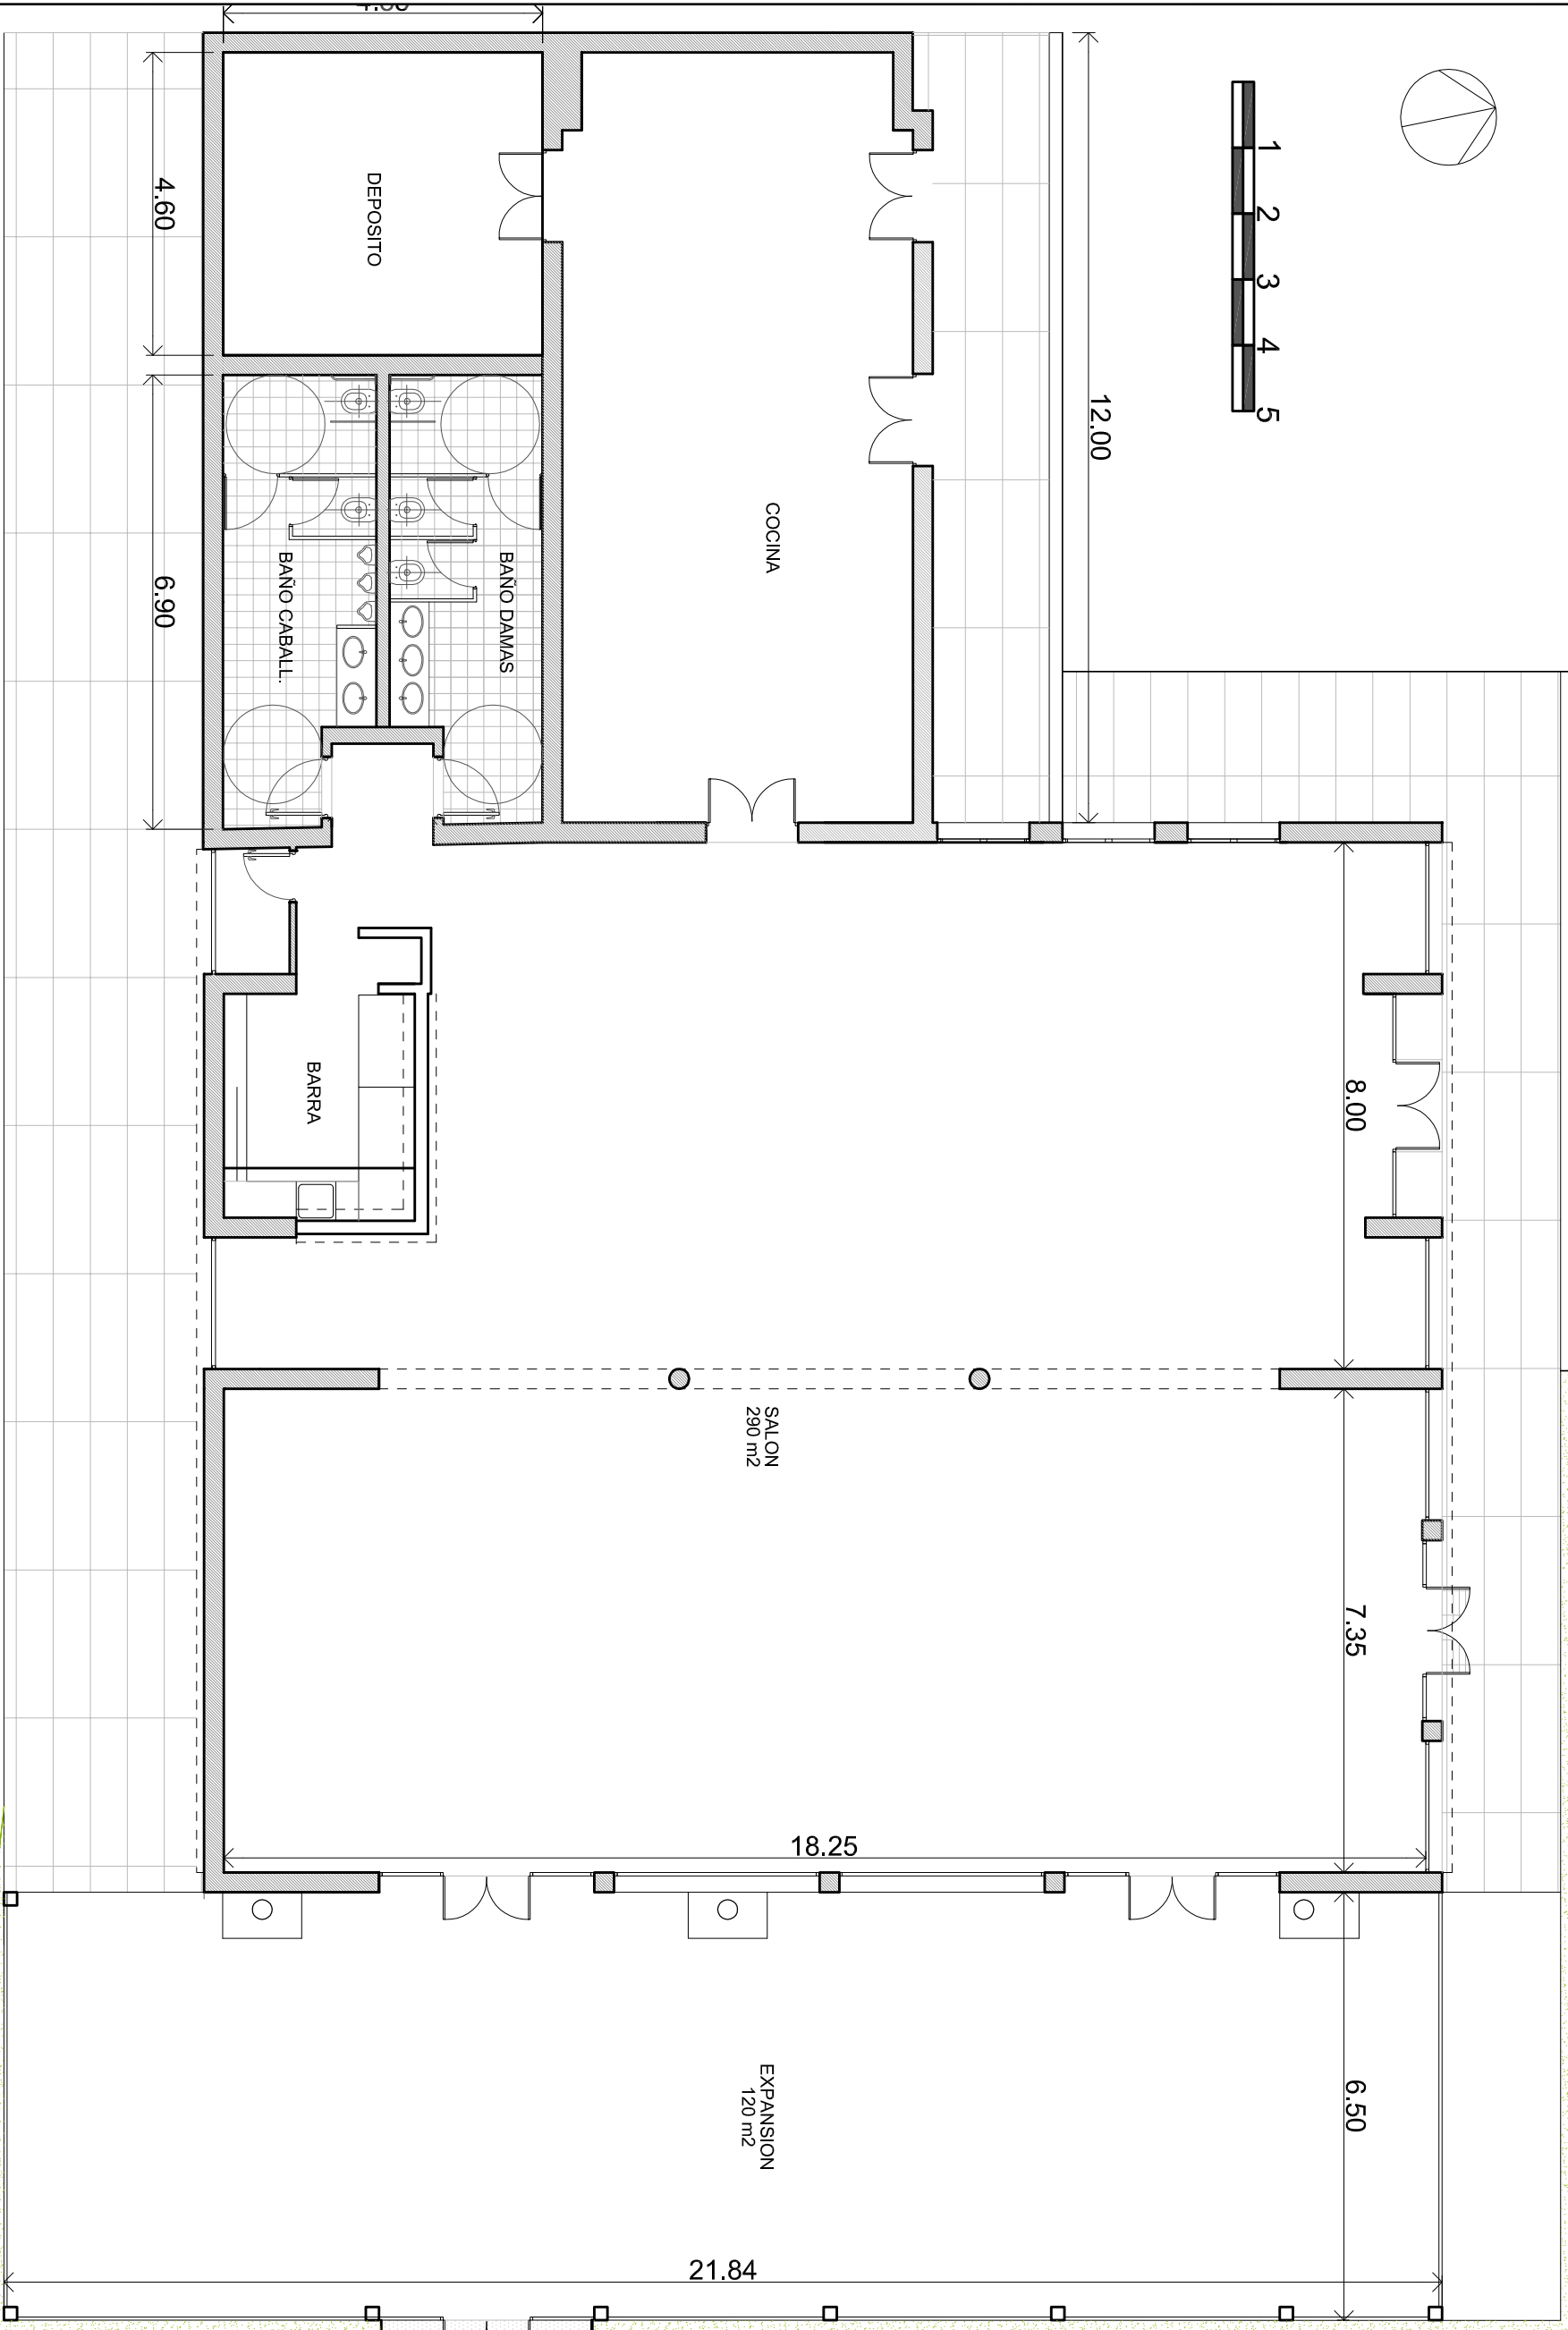 1
2
3
4
5
4.60
DEPOSITO
12.00
COCINA
6.90
BAÑO CABALL.
BAÑO DAMAS
BARRA
8.00
SALON
290 m2
7.35
18.25
EXPANSION
120 m2
6.50
21.84